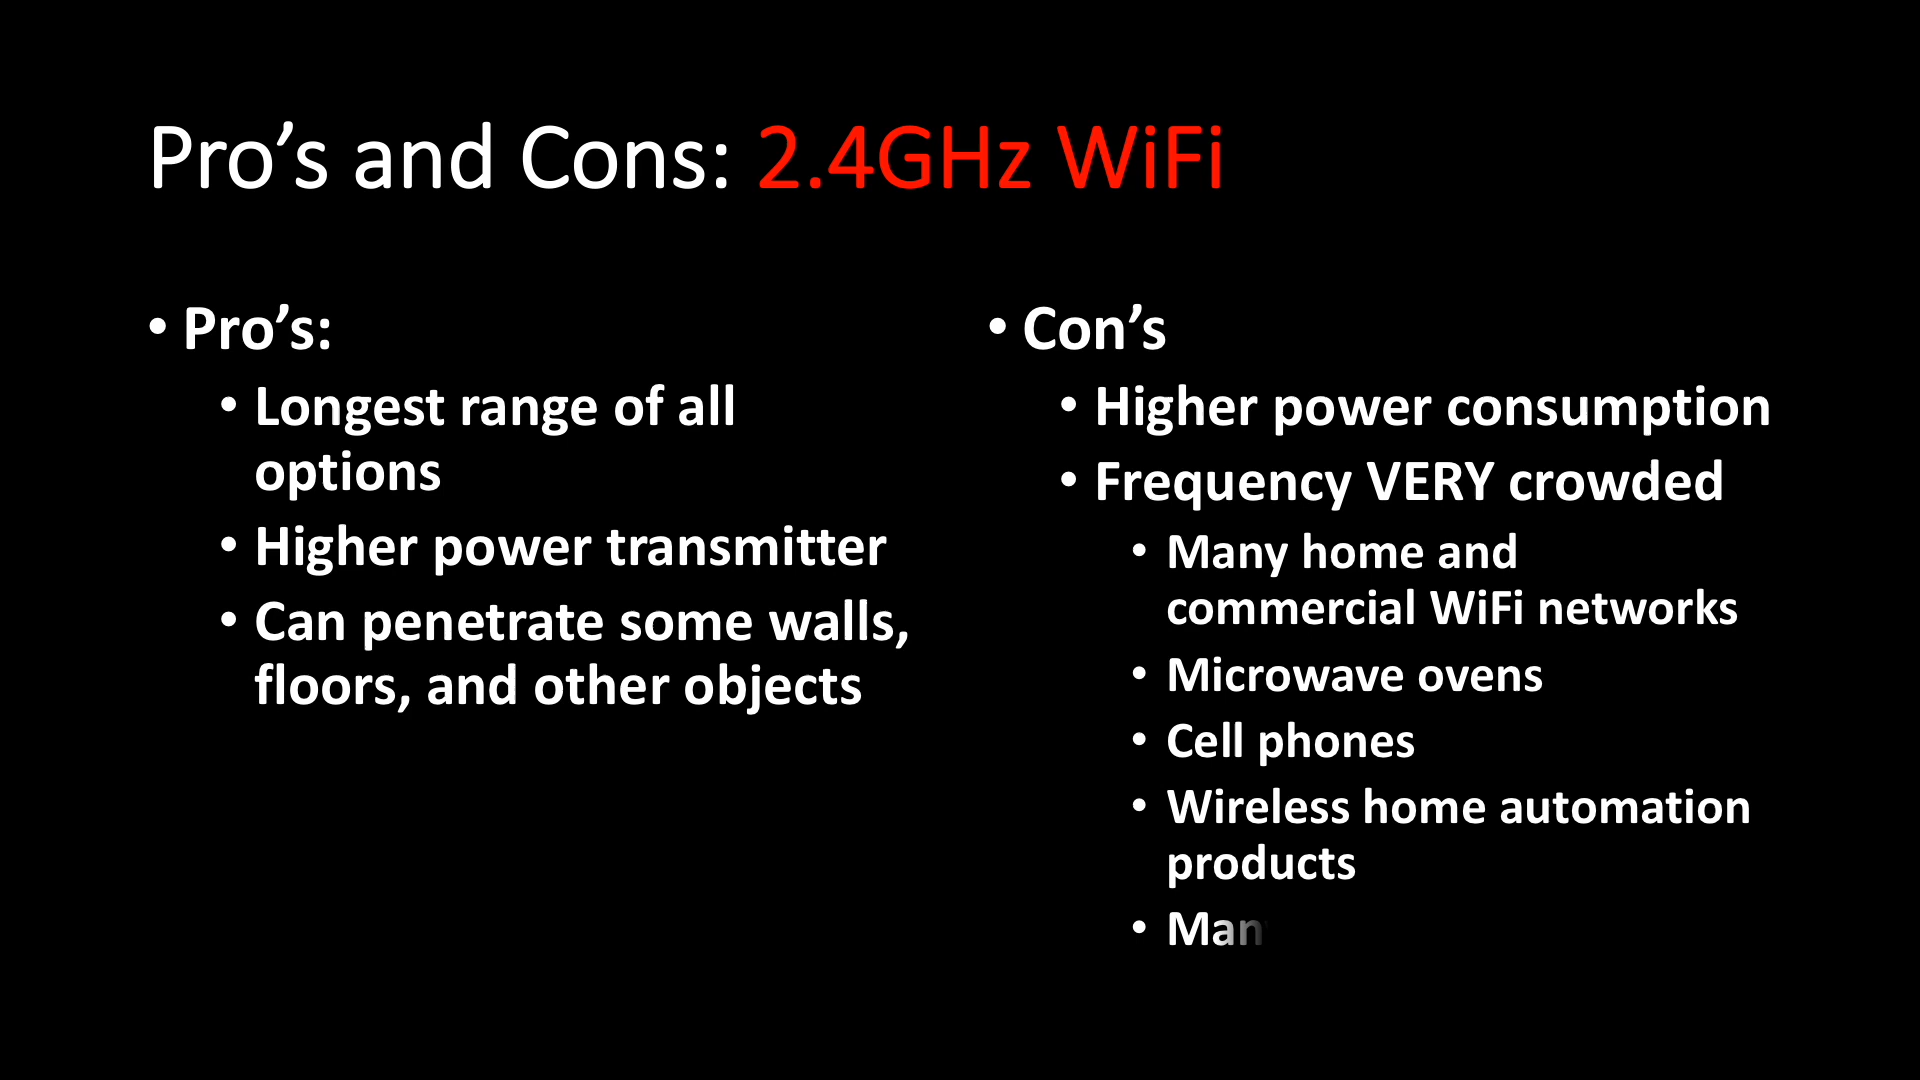 Pro’s and Cons: 2.4GHz WiFi
• Pro’s:
• Longest range of all
options
• Higher power transmitter
• Can penetrate some walls,
floors, and other objects
• Con’s
• Higher power consumption
• Frequency VERY crowded
• Many home and
commercial WiFi networks
• Microwave ovens
• Cell phones
• Wireless home automation
products